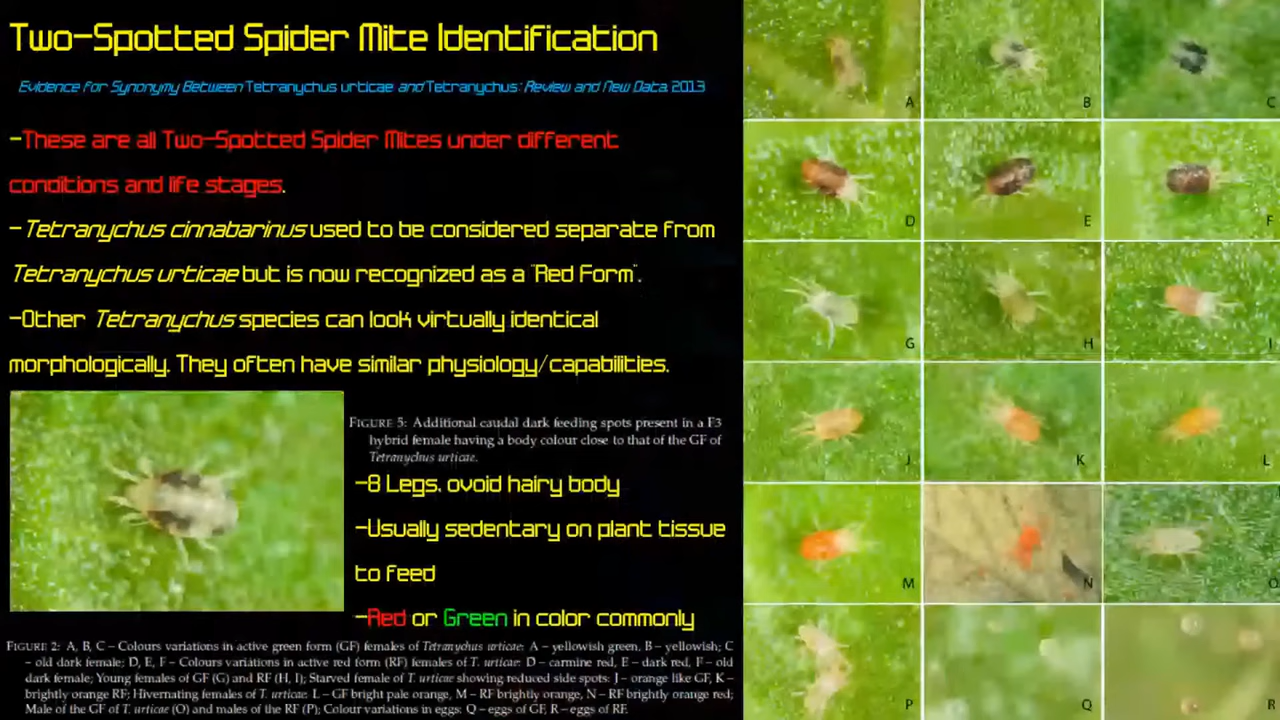 Two-Spotted Spider Mite Identification
Evidence for Synonymy Between Tetranychus urticae and Tetranychus: Review and New Data. 2013
-These are all Two-Spotted Spider Mites under different
conditions and life stages.
-Tetranychus cinnabarinus used to be considered separate from
Tetranychus urticae but is now recognized as a "Red Form".
-Other Tetranychus species can look virtually identical
morphologically. They often have similar physiology/capabilities.
FIGURE 5: Additional caudal dark feeding spots present in a F3
hybrid female having a body colour close to that of the GF of
Tetranychus urticae.
-8 Legs, ovoid hairy body
-Usually sedentary on plant tissue
to feed
-Red or Green in color commonly
FIGURE 2: A, B, C – Colours variations in active green form (GF) females of Tetranychus urticae: A – yellowish green, B – yellowish; C
– old dark female; D, E, F – Colours variations in active red form (RF) females of T. urticae: D – carmine red, E – dark red, F – old
dark female; Young females of GF (G) and RF (H, I); Starved female of T. urticae showing reduced side spots: J – orange like GF, K –
brightly orange RF; Hivernating females of T. urticae: L – GF bright pale orange, M – RF brightly orange, N – RF brightly orange red;
Male of the GF of T. urticae (O) and males of the RF (P); Colour variations in eggs: Q – eggs of GF, R – eggs of RF.
A
B
C
D
E
F
G
H
I
J
K
L
M
N
O
P
Q
R